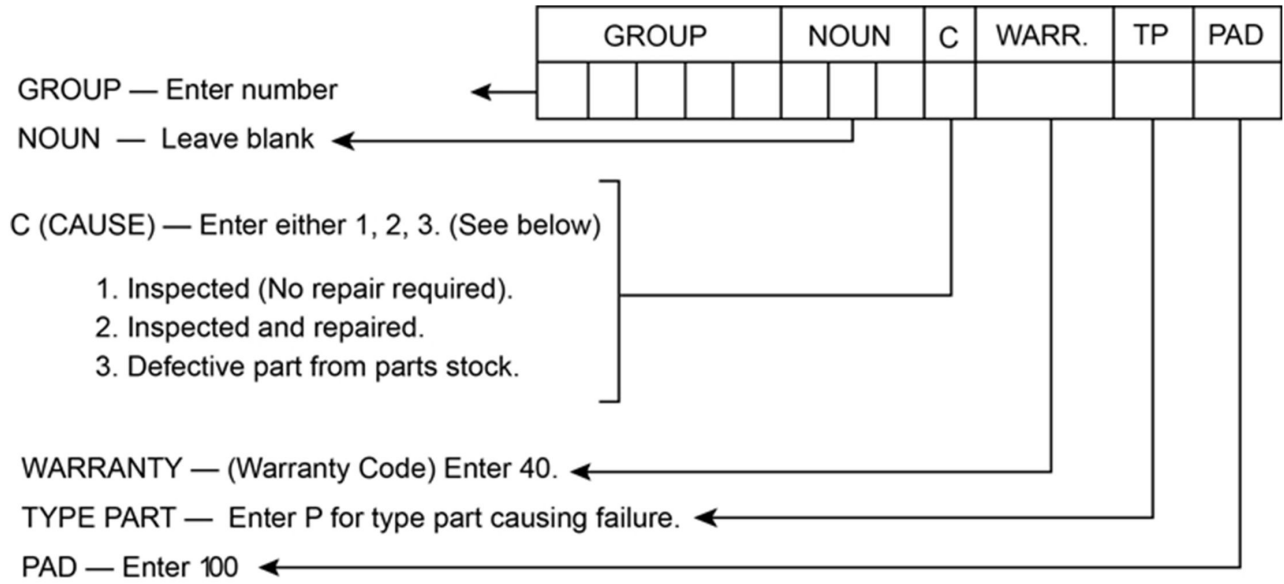 GROUP NOUN C WARR. TP PAD
GROUP — Enter number
NOUN — Leave blank
C (CAUSE) — Enter either 1, 2, 3. (See below)
1. Inspected (No repair required).
2. Inspected and repaired.
3. Defective part from parts stock.
WARRANTY — (Warranty Code) Enter 40.
TYPE PART — Enter P for type part causing failure.
PAD — Enter 100